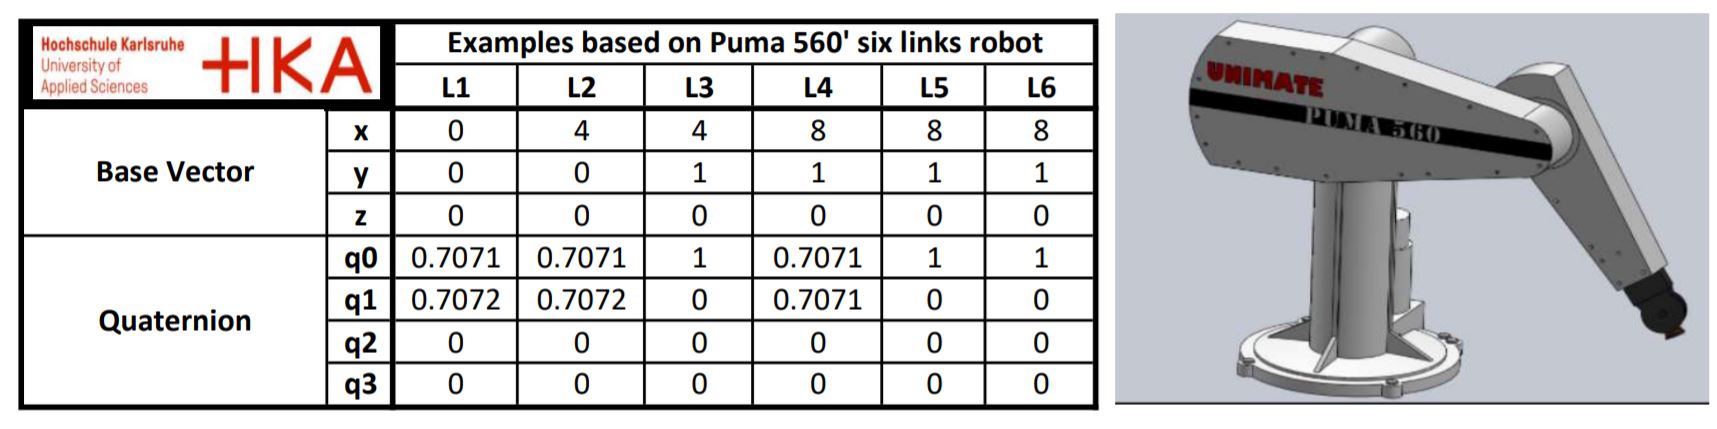 Hochschule Karlsruhe
University of
Applied Sciences
HKA
Examples based on Puma 560' six links robot
L1 L2 L3 L4 L5 L6
Base Vector
x 0 4 4 8 8 8
y 0 0 1 1 1 1
z 0 0 0 0 0 0
Quaternion
q0 0.7071 0.7071 1 0.7071 1 1
q1 0.7072 0.7072 0 0.7071 0 0
q2 0 0 0 0 0 0
q3 0 0 0 0 0 0
UNIMATE
PUMA 560